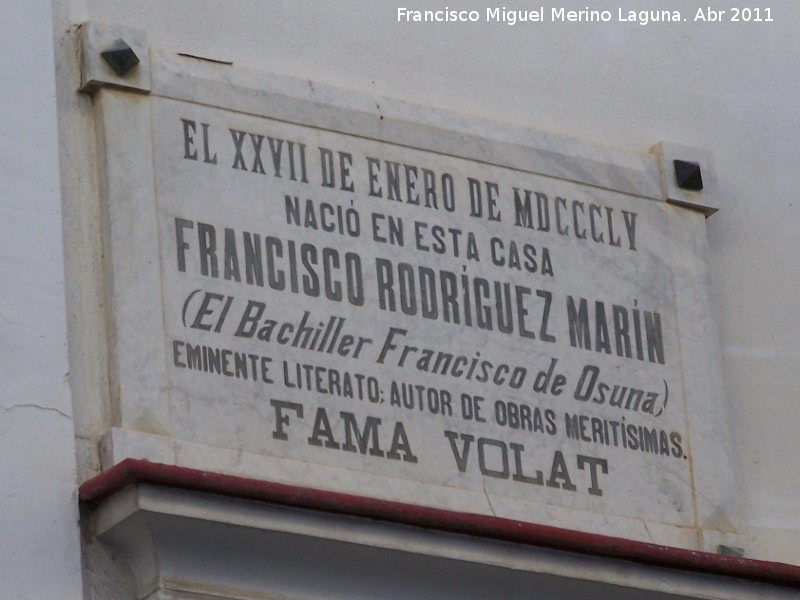 Francisco Miguel Merino Laguna. Abr 2011
EL XXVII DE ENERO DE MDCCCLV
NACIÓ EN ESTA CASA
FRANCISCO RODRÍGUEZ MARÍN
(El Bachiller Francisco de Osuna)
EMINENTE LITERATO; AUTOR DE OBRAS MERITÍSIMAS.
FAMA VOLAT